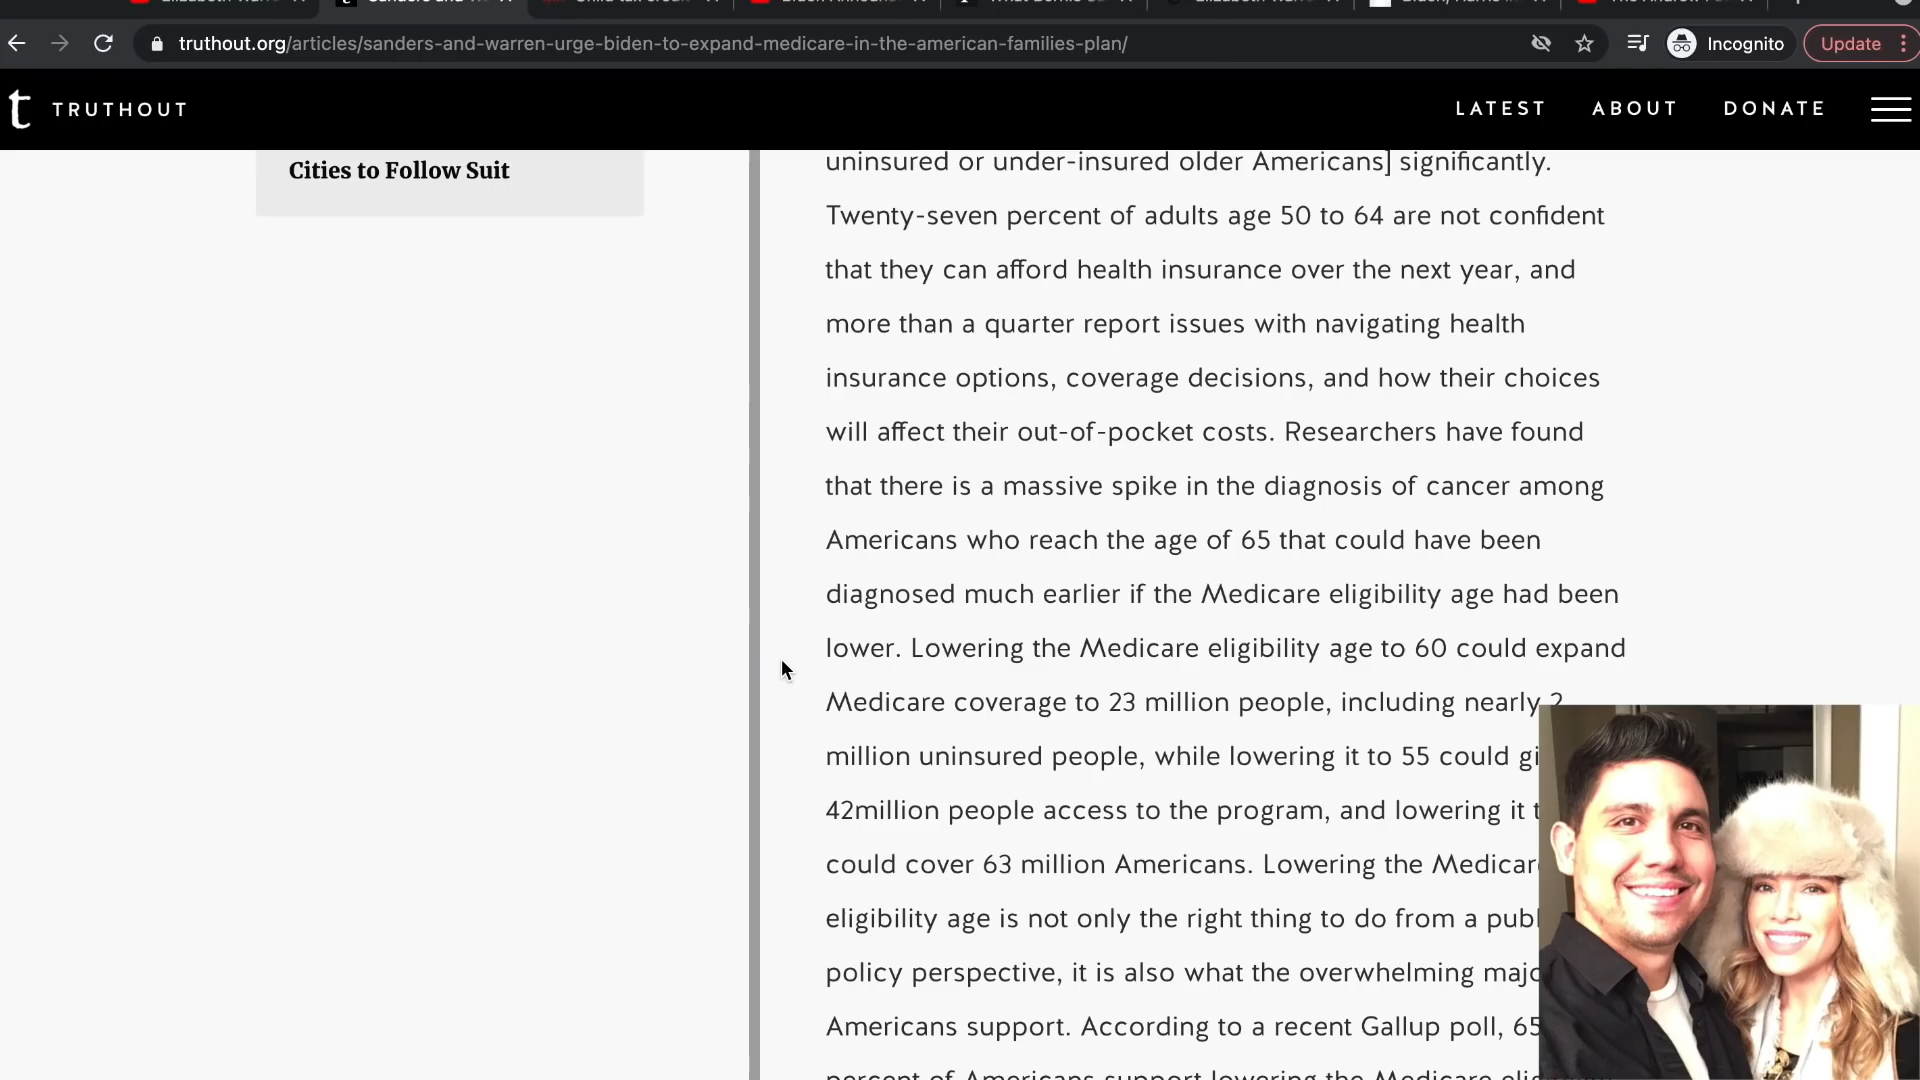 truthout.org/articles/sanders-and-warren-urge-biden-to-expand-medicare-in-the-american-families-plan/
Incognito
Update
t TRUTHOUT
LATEST ABOUT DONATE
Cities to Follow Suit
uninsured or under-insured older Americans] significantly.
Twenty-seven percent of adults age 50 to 64 are not confident
that they can afford health insurance over the next year, and
more than a quarter report issues with navigating health
insurance options, coverage decisions, and how their choices
will affect their out-of-pocket costs. Researchers have found
that there is a massive spike in the diagnosis of cancer among
Americans who reach the age of 65 that could have been
diagnosed much earlier if the Medicare eligibility age had been
lower. Lowering the Medicare eligibility age to 60 could expand
Medicare coverage to 23 million people, including nearly 2
million uninsured people, while lowering it to 55 could
42million people access to the program, and lowering it
could cover 63 million Americans. Lowering the
eligibility age is not only the right thing to do from a
policy perspective, it is also what the overwhelming
Americans support. According to a recent Gallup poll, 65
percent of Americans support lowering the Medicare